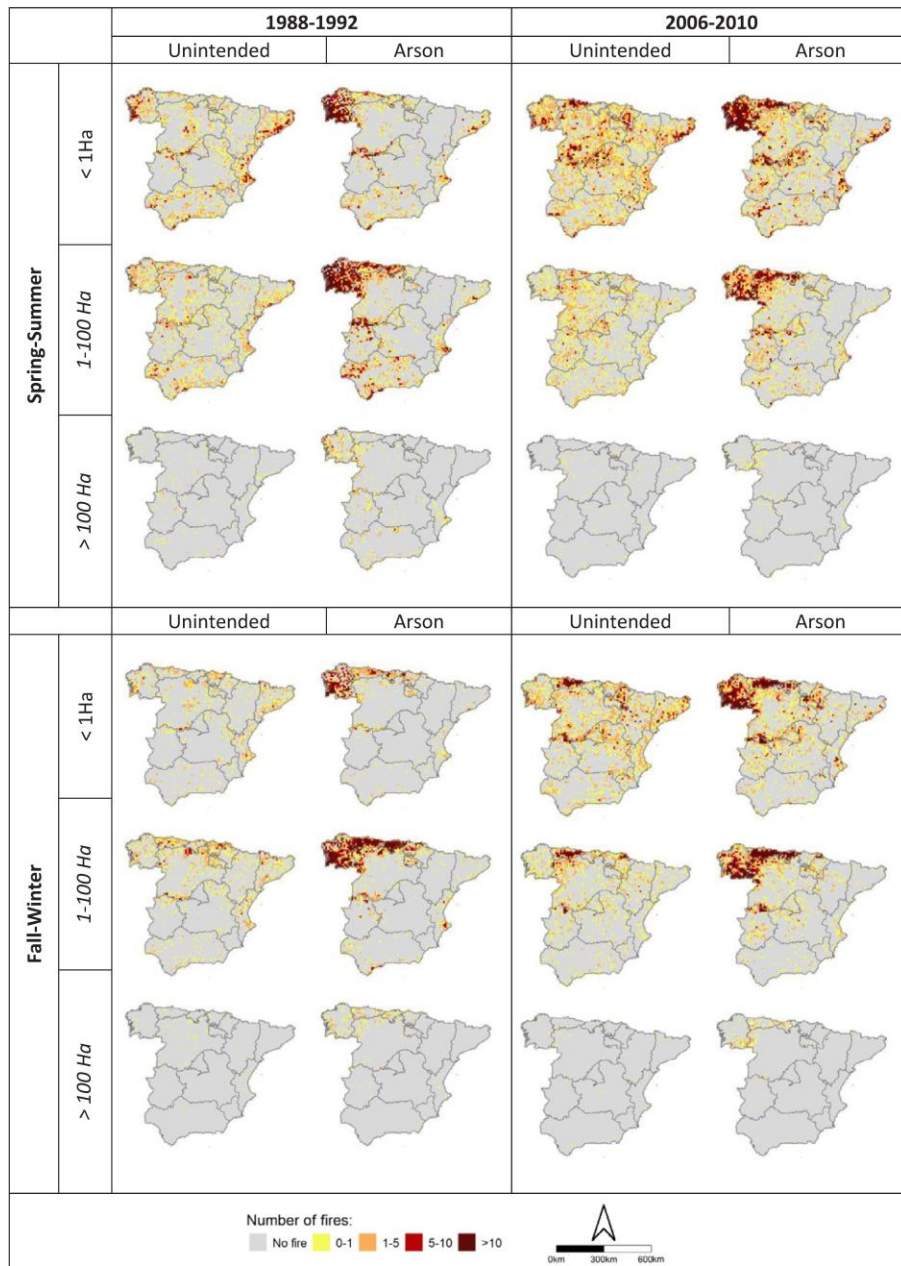 1988-1992 2006-2010
Unintended Arson Unintended Arson
Spring-Summer
< 1Ha
1-100 Ha
> 100 Ha
Unintended Arson Unintended Arson
Fall-Winter
< 1Ha
1-100 Ha
> 100 Ha
Number of fires:
No fire 0-1 1-5 5-10 >10
0km 300km 600km